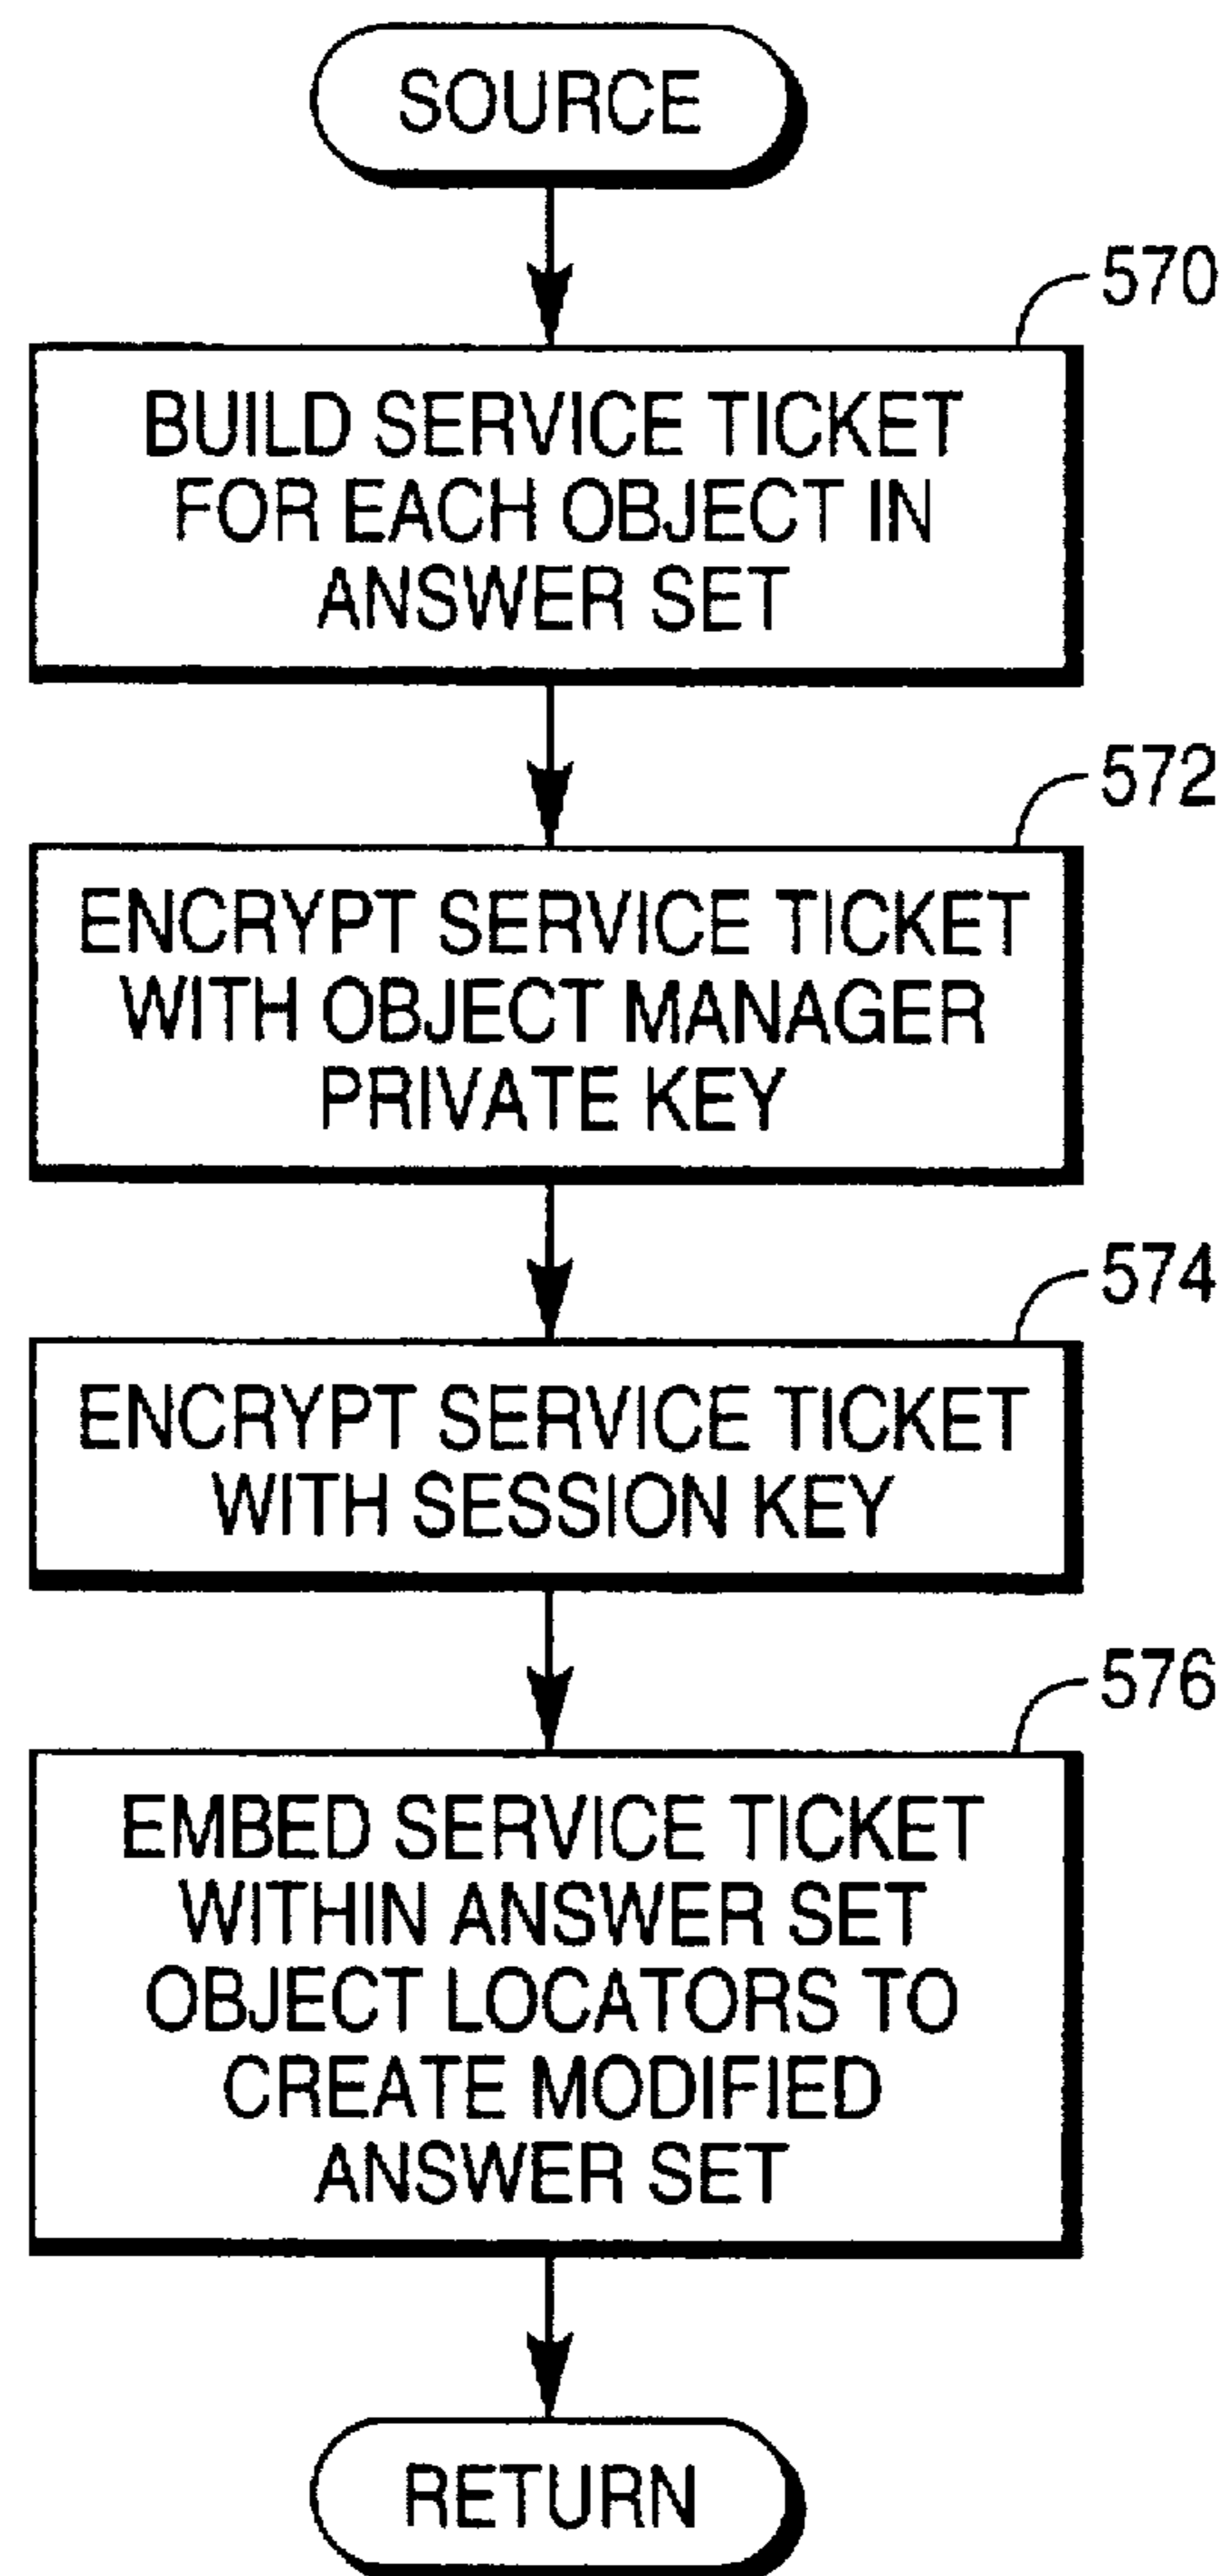 SOURCE
570
BUILD SERVICE TICKET
FOR EACH OBJECT IN
ANSWER SET
572
ENCRYPT SERVICE TICKET
WITH OBJECT MANAGER
PRIVATE KEY
574
ENCRYPT SERVICE TICKET
WITH SESSION KEY
576
EMBED SERVICE TICKET
WITHIN ANSWER SET
OBJECT LOCATORS TO
CREATE MODIFIED
ANSWER SET
RETURN